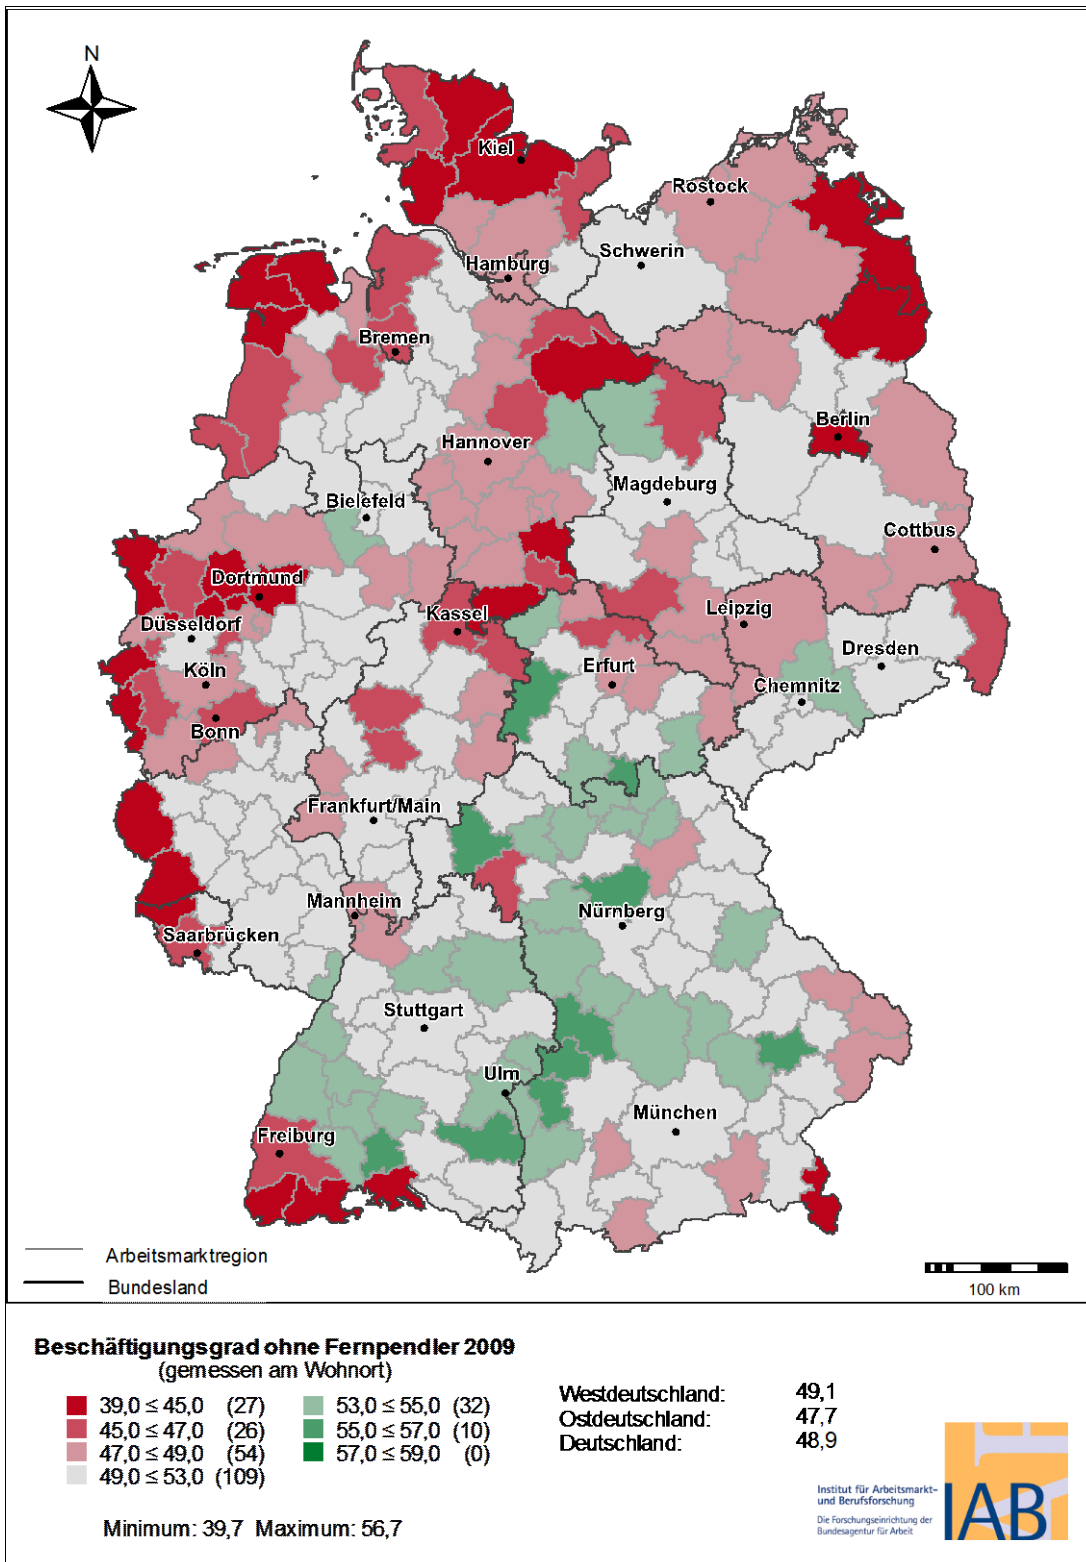 N
Kiel
Rostock
Schwerin
Hamburg
Bremen
Berlin
Hannover
Magdeburg
Bielefeld
Cottbus
Dortmund
Kassel
Leipzig
Düsseldorf
Dresden
Köln
Erfurt
Chemnitz
Bonn
Frankfurt/Main
Mannheim
Nürnberg
Saarbrücken
Stuttgart
Ulm
München
Freiburg
Arbeitsmarktregion
Bundesland
100 km
Beschäftigungsgrad ohne Fernpendler 2009
(gemessen am Wohnort)
39,0 ≤ 45,0 (27)
45,0 ≤ 47,0 (26)
47,0 ≤ 49,0 (54)
49,0 ≤ 53,0 (109)
53,0 ≤ 55,0 (32)
55,0 ≤ 57,0 (10)
57,0 ≤ 59,0 (0)
Minimum: 39,7 Maximum: 56,7
Westdeutschland: 49,1
Ostdeutschland: 47,7
Deutschland: 48,9
Institut für Arbeitsmarkt-
und Berufsforschung
Die Forschungseinrichtung der
Bundesagentur für Arbeit
IAB